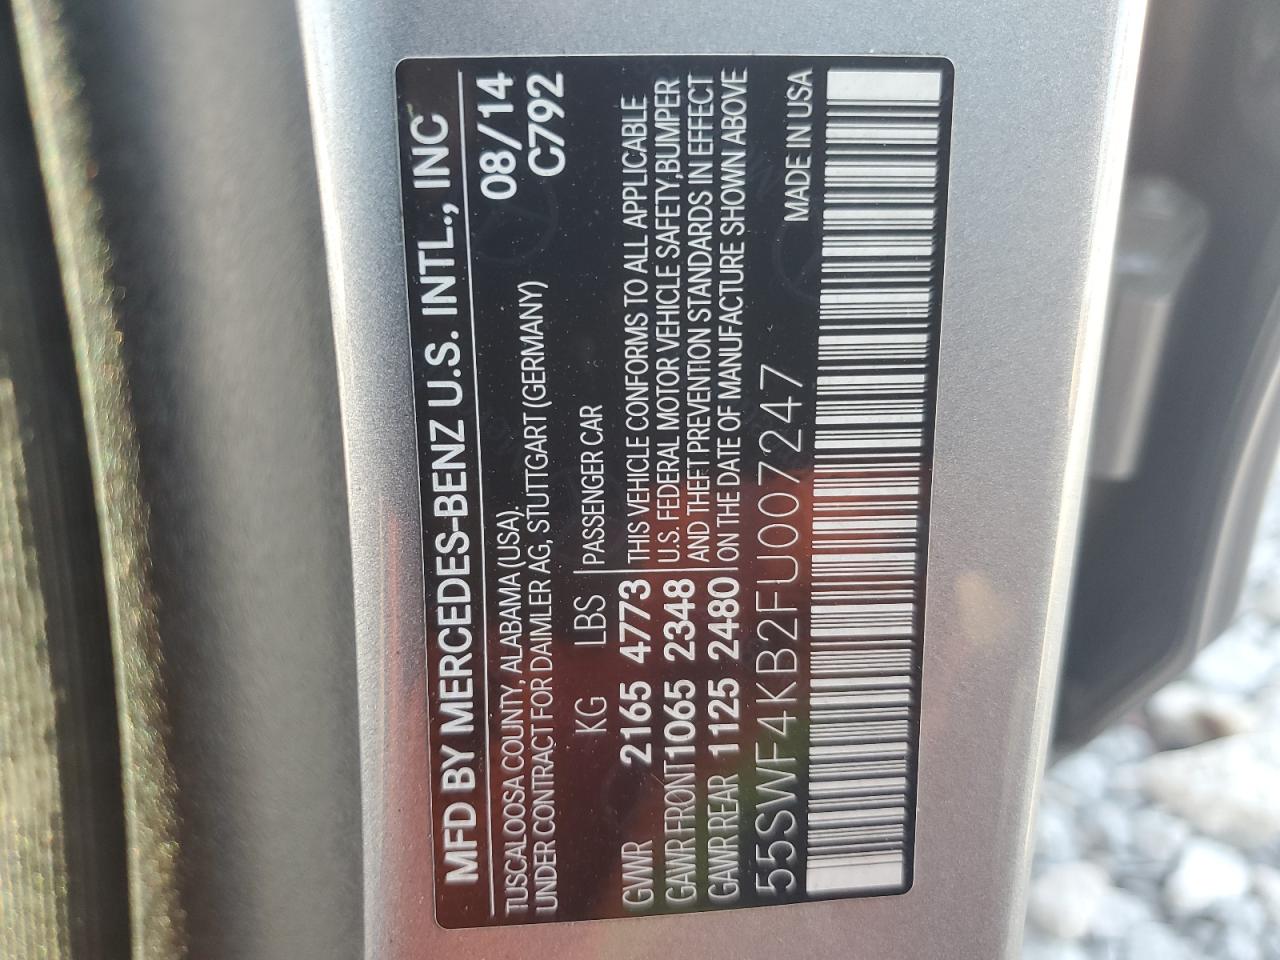 MFD BY MERCEDES-BENZ U.S. INTL., INC
TUSCALOOSA COUNTY, ALABAMA (USA). 08/14
UNDER CONTRACT FOR DAIMLER AG, STUTTGART (GERMANY) C792
KG LBS PASSENGER CAR
GVWR 2165 4773 THIS VEHICLE CONFORMS TO ALL APPLICABLE
GAWR FRONT 1065 2348 U.S. FEDERAL MOTOR VEHICLE SAFETY,BUMPER
AND THEFT PREVENTION STANDARDS IN EFFECT
GAWR REAR 1125 2480 ON THE DATE OF MANUFACTURE SHOWN ABOVE
55SWF4KB2FU007247 MADE IN USA